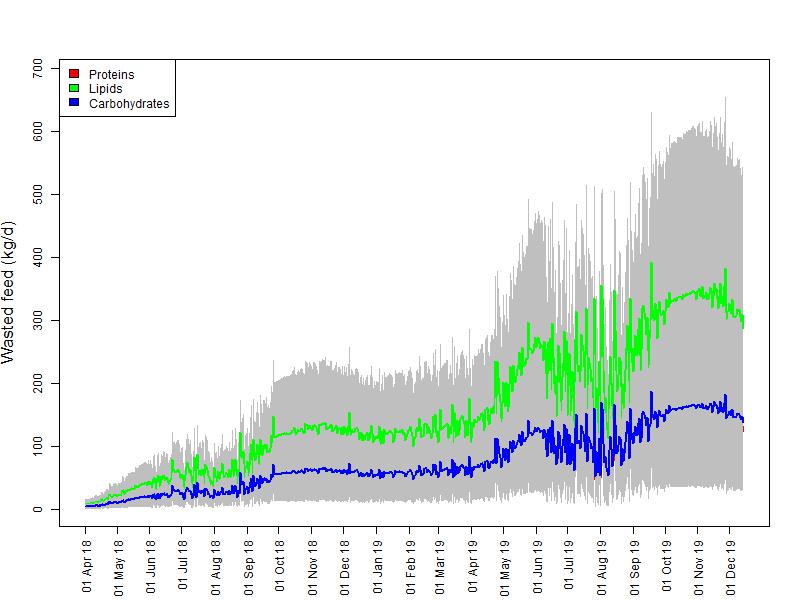 700
600
500
400
300
200
100
0
Wasted feed (kg/d)
Proteins
Lipids
Carbohydrates
01 Apr 18
01 May 18
01 Jun 18
01 Jul 18
01 Aug 18
01 Sep 18
01 Oct 18
01 Nov 18
01 Dec 18
01 Jan 19
01 Feb 19
01 Mar 19
01 Apr 19
01 May 19
01 Jun 19
01 Jul 19
01 Aug 19
01 Sep 19
01 Oct 19
01 Nov 19
01 Dec 19